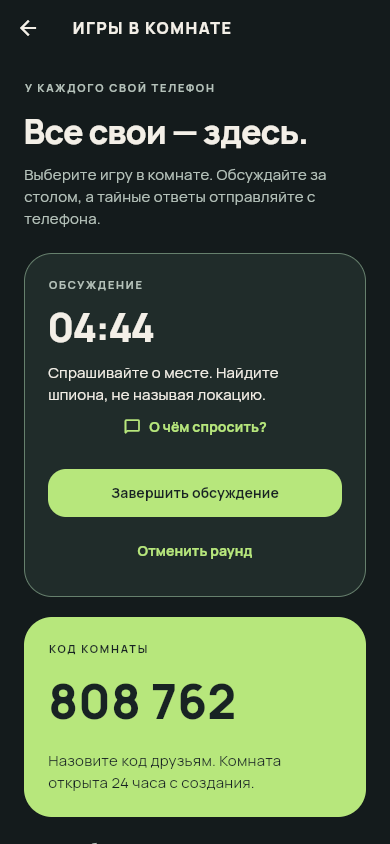 ИГРЫ В КОМНАТЕ
У КАЖДОГО СВОЙ ТЕЛЕФОН
Все свои — здесь.
Выберите игру в комнате. Обсуждайте за
столом, а тайные ответы отправляйте с
телефона.
ОБСУЖДЕНИЕ
04:44
Спрашивайте о месте. Найдите
шпиона, не называя локацию.
О чём спросить?
Завершить обсуждение
Отменить раунд
КОД КОМНАТЫ
808 762
Назовите код друзьям. Комната
открыта 24 часа с создания.